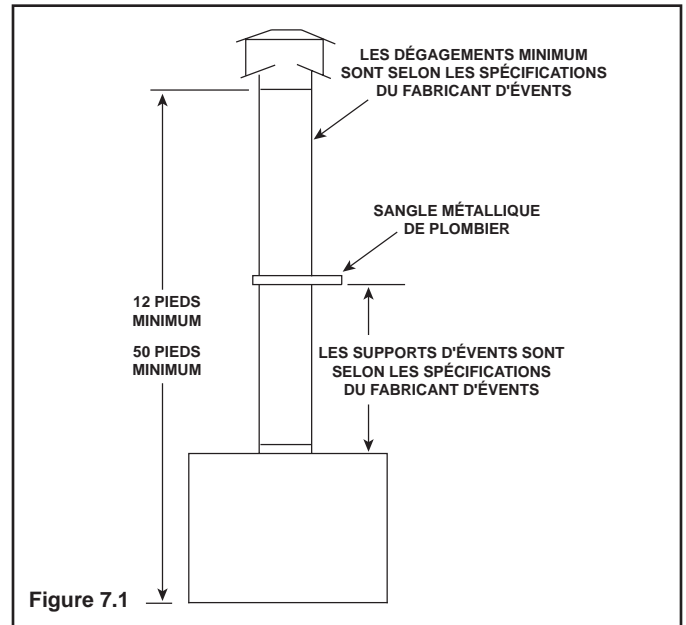 LES DÉGAGEMENTS MINIMUM
SONT SELON LES SPÉCIFICATIONS
DU FABRICANT D'ÉVENTS
SANGLE MÉTALLIQUE
DE PLOMBIER
12 PIEDS
MINIMUM
50 PIEDS
MINIMUM
LES SUPPORTS D'ÉVENTS SONT
SELON LES SPÉCIFICATIONS
DU FABRICANT D'ÉVENTS
Figure 7.1